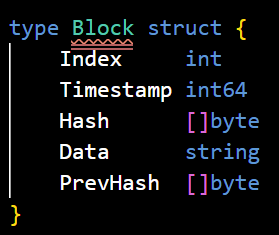 type Block struct {
Index int
Timestamp int64
Hash []byte
Data string
PrevHash []byte
}